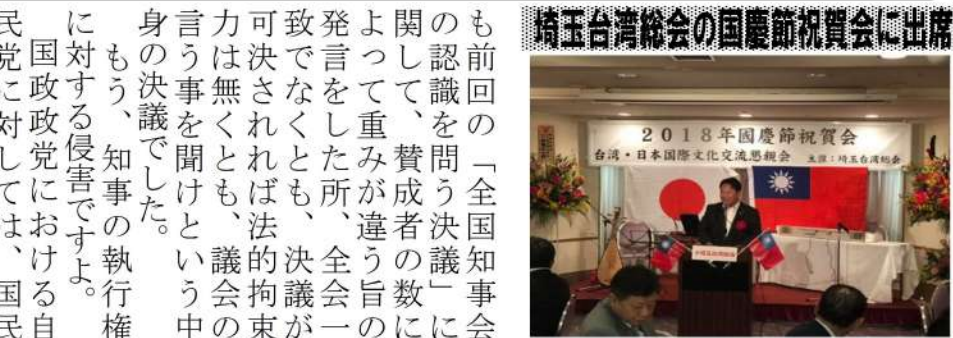 埼玉台湾総会の国慶節祝賀会に出席
2018年國慶節祝賀会
台湾・日本国際文化交流懇親会 主催:埼玉台湾総会
も前回の「全国知事会
の認識を問う決議」に
関して、賛成者の数に
よって重みが違う旨の
発言をした所、全会一
致でなくとも、決議が
可決されれば法的拘束
力は無くとも、議会の
言う事を聞けという中
身の決議でした。
もう、知事の執行権
に対する侵害ですよ。
国政政党における自
民党に対しては、国民